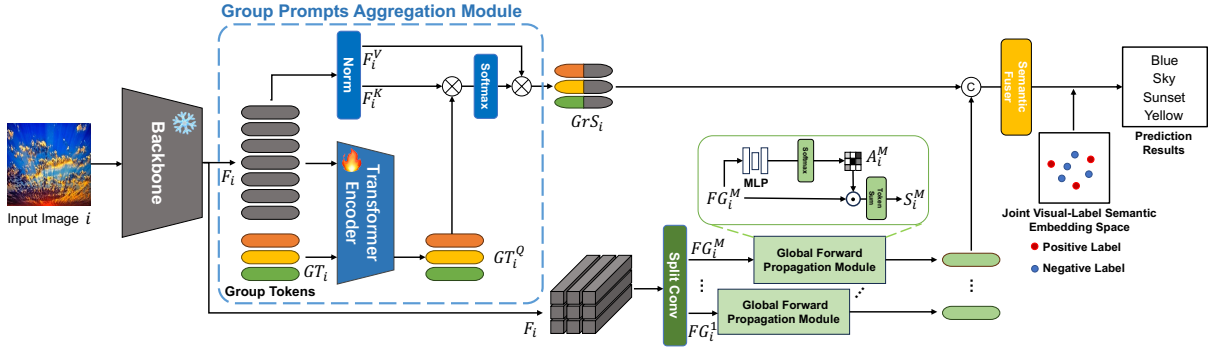 Group Prompts Aggregation Module
Input Image i
Backbone
F_i
Norm
F_i^V
F_i^K
Softmax
Transformer
Encoder
GT_i
Group Tokens
GT_i^Q
GrS_i
C
Semantic
Fuser
Blue
Sky
Sunset
Yellow
Prediction
Results
Joint Visual-Label Semantic
Embedding Space
Positive Label
Negative Label
FG_i^M
MLP
Softmax
A_i^M
Token
Sum
S_i^M
F_i
Split Conv
FG_i^M
Global Forward
Propagation Module
...
FG_i^1
Global Forward
Propagation Module